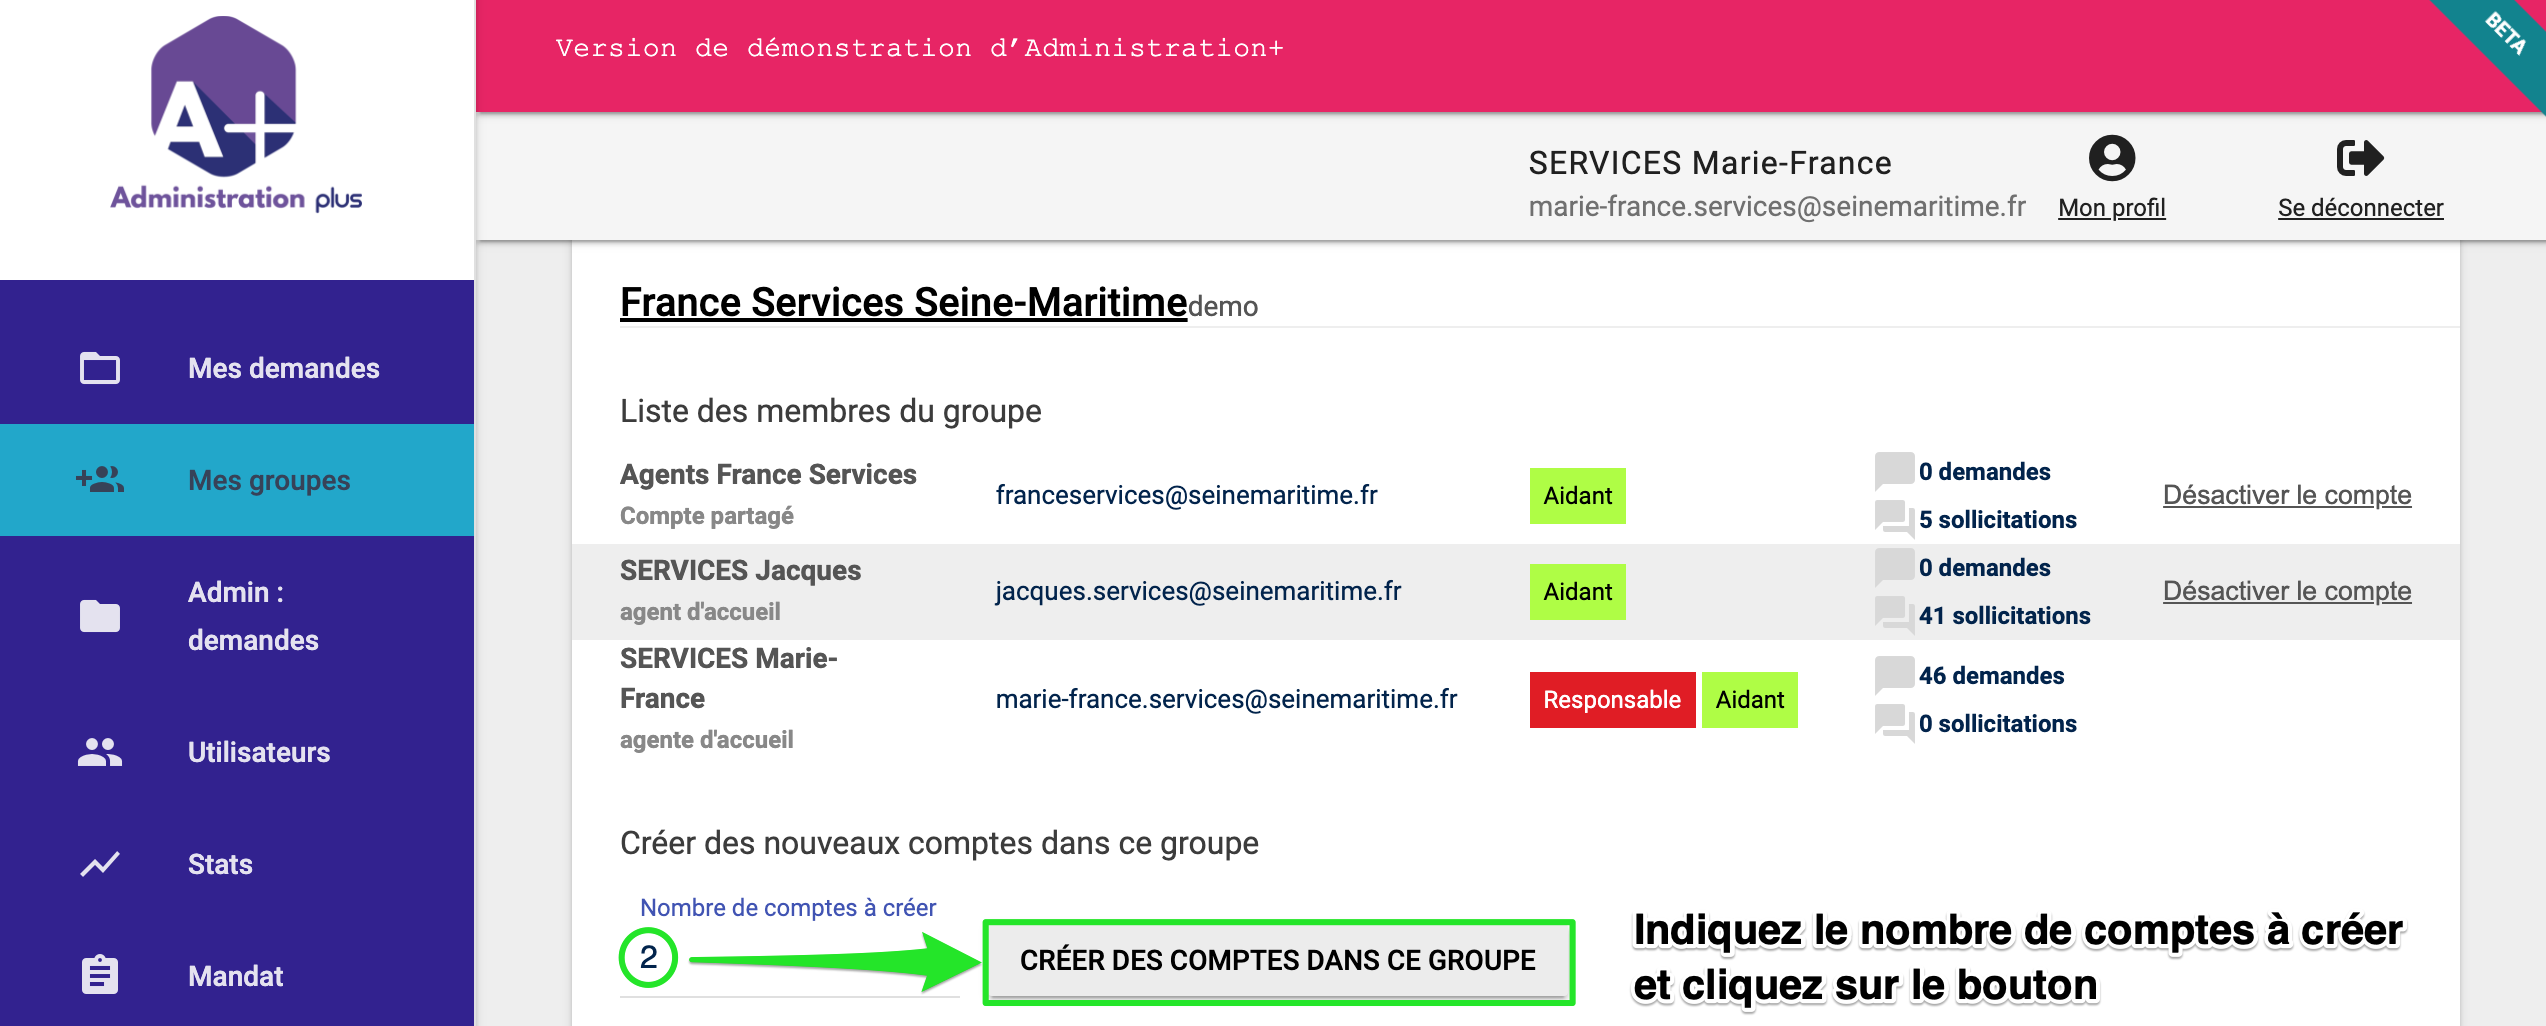 A+
Administration plus
Version de démonstration d'Administration+
BETA
SERVICES Marie-France
marie-france.services@seinemaritime.fr
Mon profil
Se déconnecter
Mes demandes
Mes groupes
Admin :
demandes
Utilisateurs
Stats
Mandat
France Services Seine-Maritimedemo
Liste des membres du groupe
Agents France Services
Compte partagé
franceservices@seinemaritime.fr
Aidant
0 demandes
5 sollicitations
Désactiver le compte
SERVICES Jacques
agent d'accueil
jacques.services@seinemaritime.fr
Aidant
0 demandes
41 sollicitations
Désactiver le compte
SERVICES Marie-
France
agente d'accueil
marie-france.services@seinemaritime.fr
Responsable Aidant
46 demandes
0 sollicitations
Créer des nouveaux comptes dans ce groupe
Nombre de comptes à créer
2
CRÉER DES COMPTES DANS CE GROUPE
Indiquez le nombre de comptes à créer
et cliquez sur le bouton